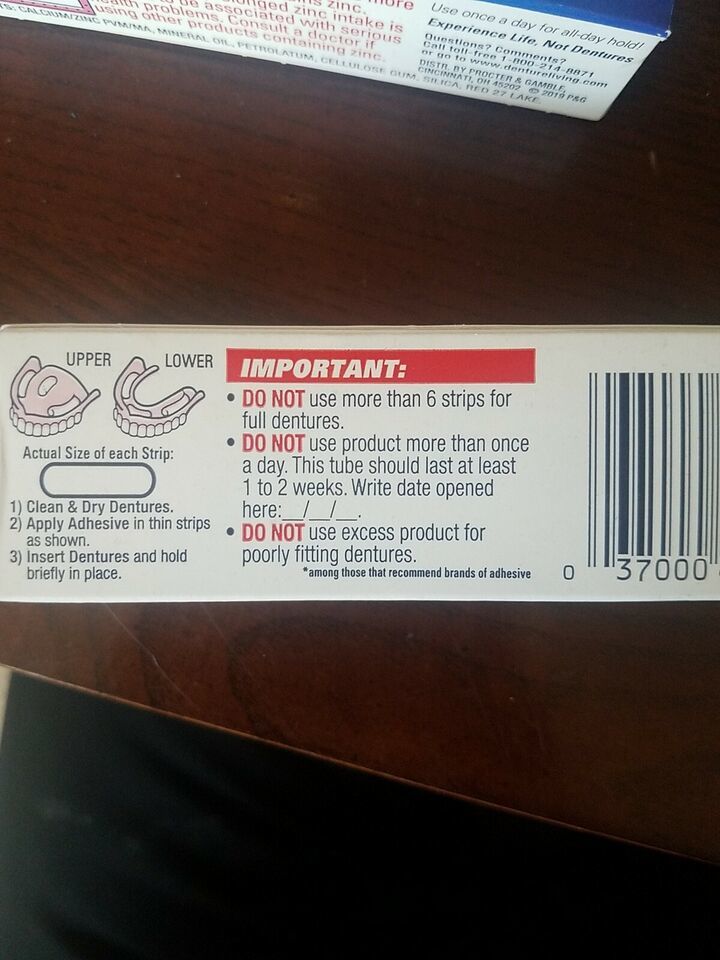 more
this zinc.
longed zinc intake is
to be associated with serious
health problems. Consult a doctor if
using other products containing zinc.
TS: CALCIUM/ZINC PVM/MA, MINERAL OIL, PETROLATUM, CELLULOSE GUM, SILICA, RED 27 LAKE.
Use once a day for all-day hold!
Experience Life, Not Dentures
Questions? Comments?
Call toll-free 1-800-214-8871
or go to www.dentureliving.com
DISTR. BY PROCTER & GAMBLE,
CINCINNATI, OH 45202 © 2019 P&G
UPPER
LOWER
Actual Size of each Strip:
1) Clean & Dry Dentures.
2) Apply Adhesive in thin strips
as shown.
3) Insert Dentures and hold
briefly in place.
IMPORTANT:
• DO NOT use more than 6 strips for
full dentures.
• DO NOT use product more than once
a day. This tube should last at least
1 to 2 weeks. Write date opened
here:__/__/__.
• DO NOT use excess product for
poorly fitting dentures.
*among those that recommend brands of adhesive
0 37000